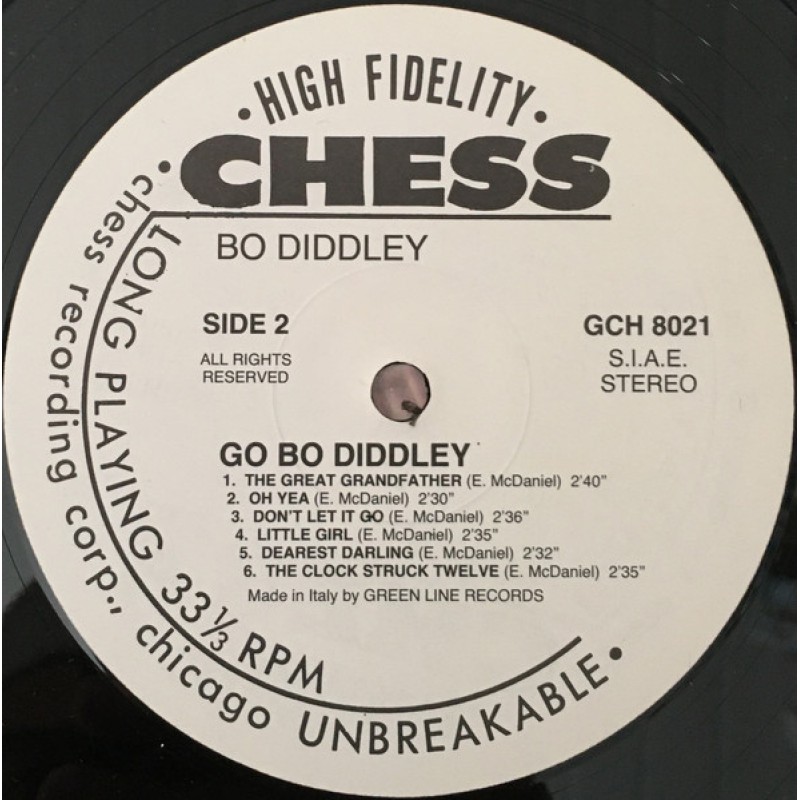 • HIGH FIDELITY •
CHESS
BO DIDDLEY
SIDE 2
GCH 8021
ALL RIGHTS
RESERVED
S.I.A.E.
STEREO
GO BO DIDDLEY
1. THE GREAT GRANDFATHER (E. McDaniel) 2'40"
2. OH YEA (E. McDaniel) 2'30"
3. DON'T LET IT GO (E. McDaniel) 2'36"
4. LITTLE GIRL (E. McDaniel) 2'35"
5. DEAREST DARLING (E. McDaniel) 2'32"
6. THE CLOCK STRUCK TWELVE (E. McDaniel) 2'35"
Made in Italy by GREEN LINE RECORDS
LONG PLAYING 33⅓ RPM
• chess recording corp., chicago UNBREAKABLE •